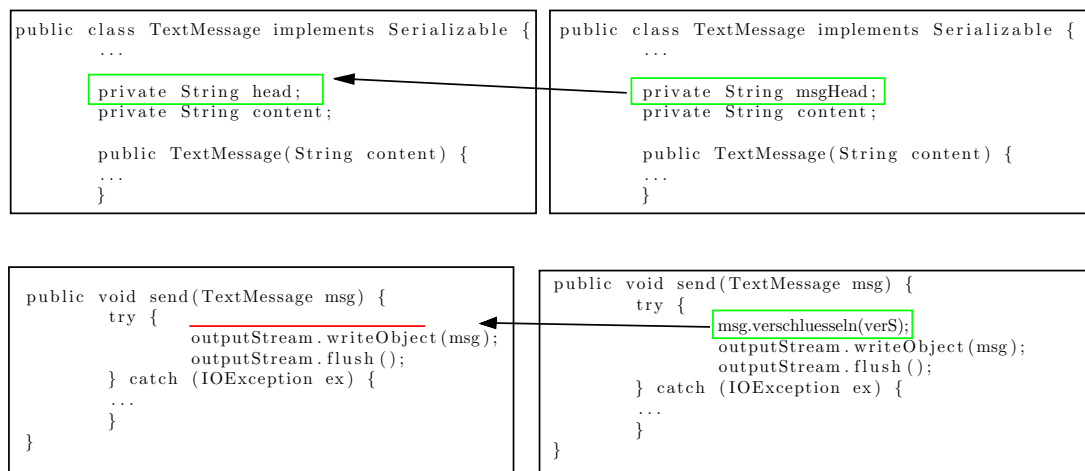 public class TextMessage implements Serializable {
...
private String head;
private String content;
public TextMessage(String content) {
...
}
public class TextMessage implements Serializable {
...
private String msgHead;
private String content;
public TextMessage(String content) {
...
}
public void send(TextMessage msg) {
try {
outputStream.writeObject(msg);
outputStream.flush();
} catch (IOException ex) {
...
}
}
public void send(TextMessage msg) {
try {
msg.verschluesseln(verS);
outputStream.writeObject(msg);
outputStream.flush();
} catch (IOException ex) {
...
}
}